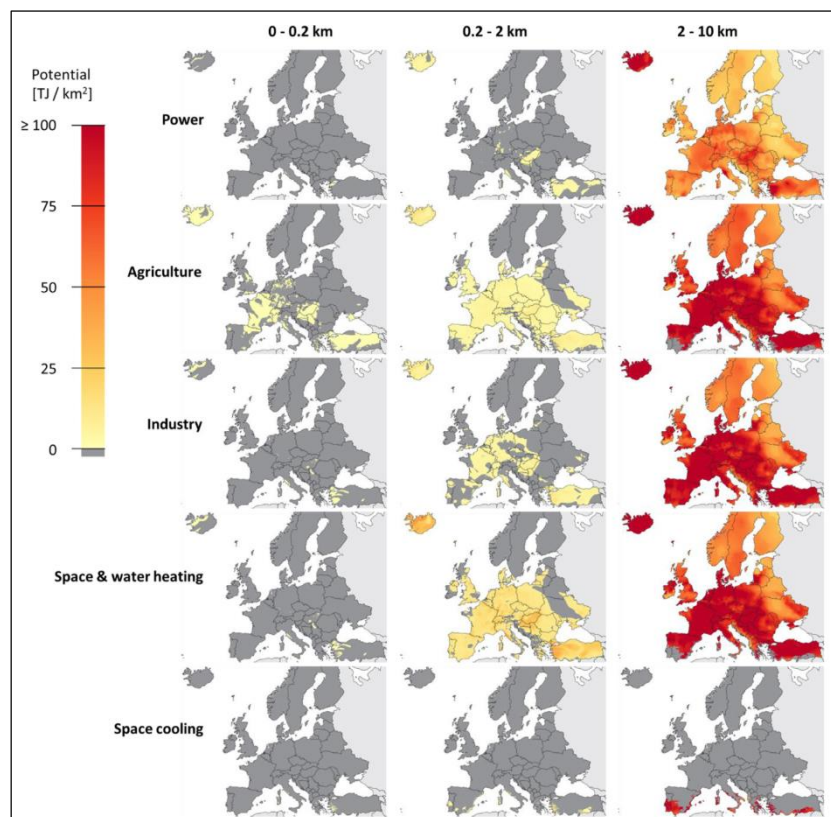 0 - 0.2 km
0.2 - 2 km
2 - 10 km
Potential
[TJ / km²]
≥ 100
75
50
25
0
Power
Agriculture
Industry
Space & water heating
Space cooling